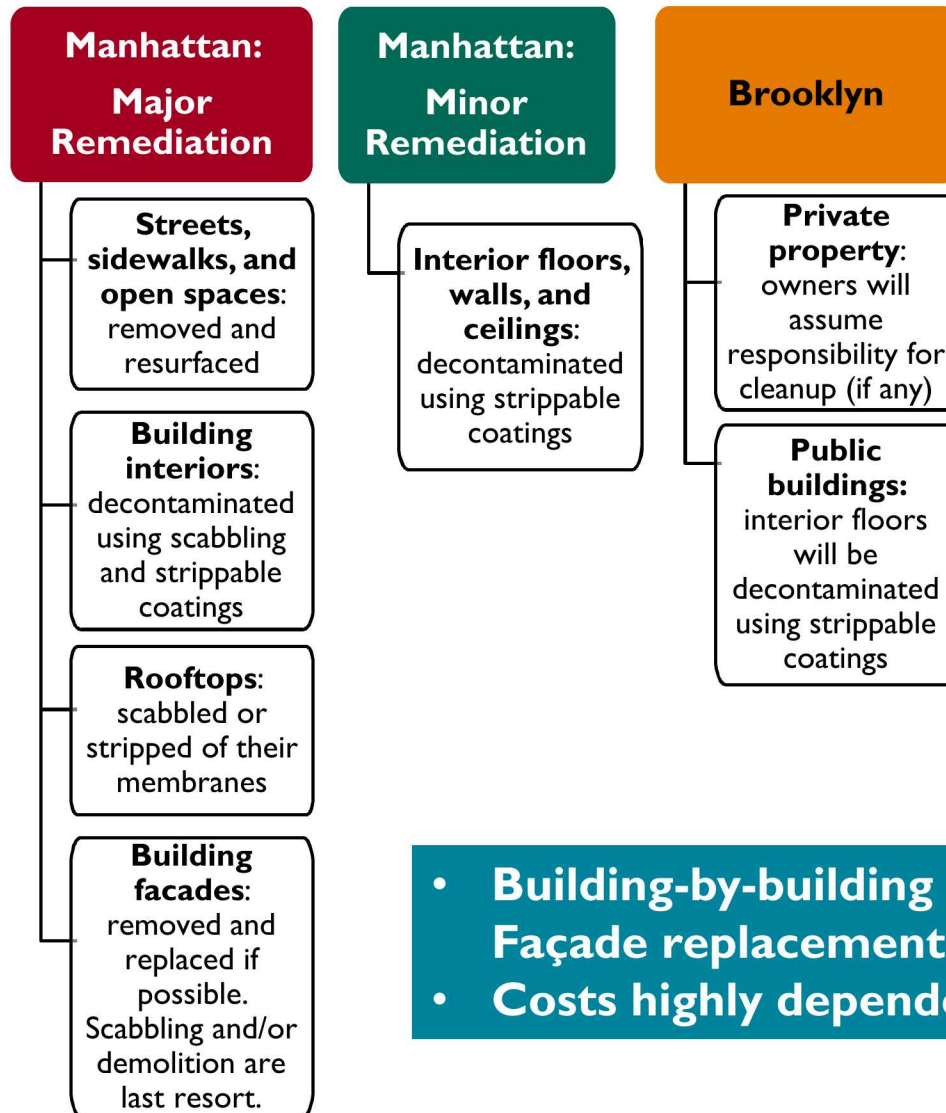 Manhattan:
Major
Remediation
Streets,
sidewalks, and
open spaces:
removed and
resurfaced
Building
interiors:
decontaminated
using scabbling
and strippable
coatings
Rooftops:
scabbled or
stripped of their
membranes
Building
facades:
removed and
replaced if
possible.
Scabbling and/or
demolition are
last resort.
Manhattan:
Minor
Remediation
Interior floors,
walls, and
ceilings:
decontaminated
using strippable
coatings
Brooklyn
Private
property:
owners will
assume
responsibility for
cleanup (if any)
Public
buildings:
interior floors
will be
decontaminated
using strippable
coatings
• Building-by-building
Façade replacement
• Costs highly